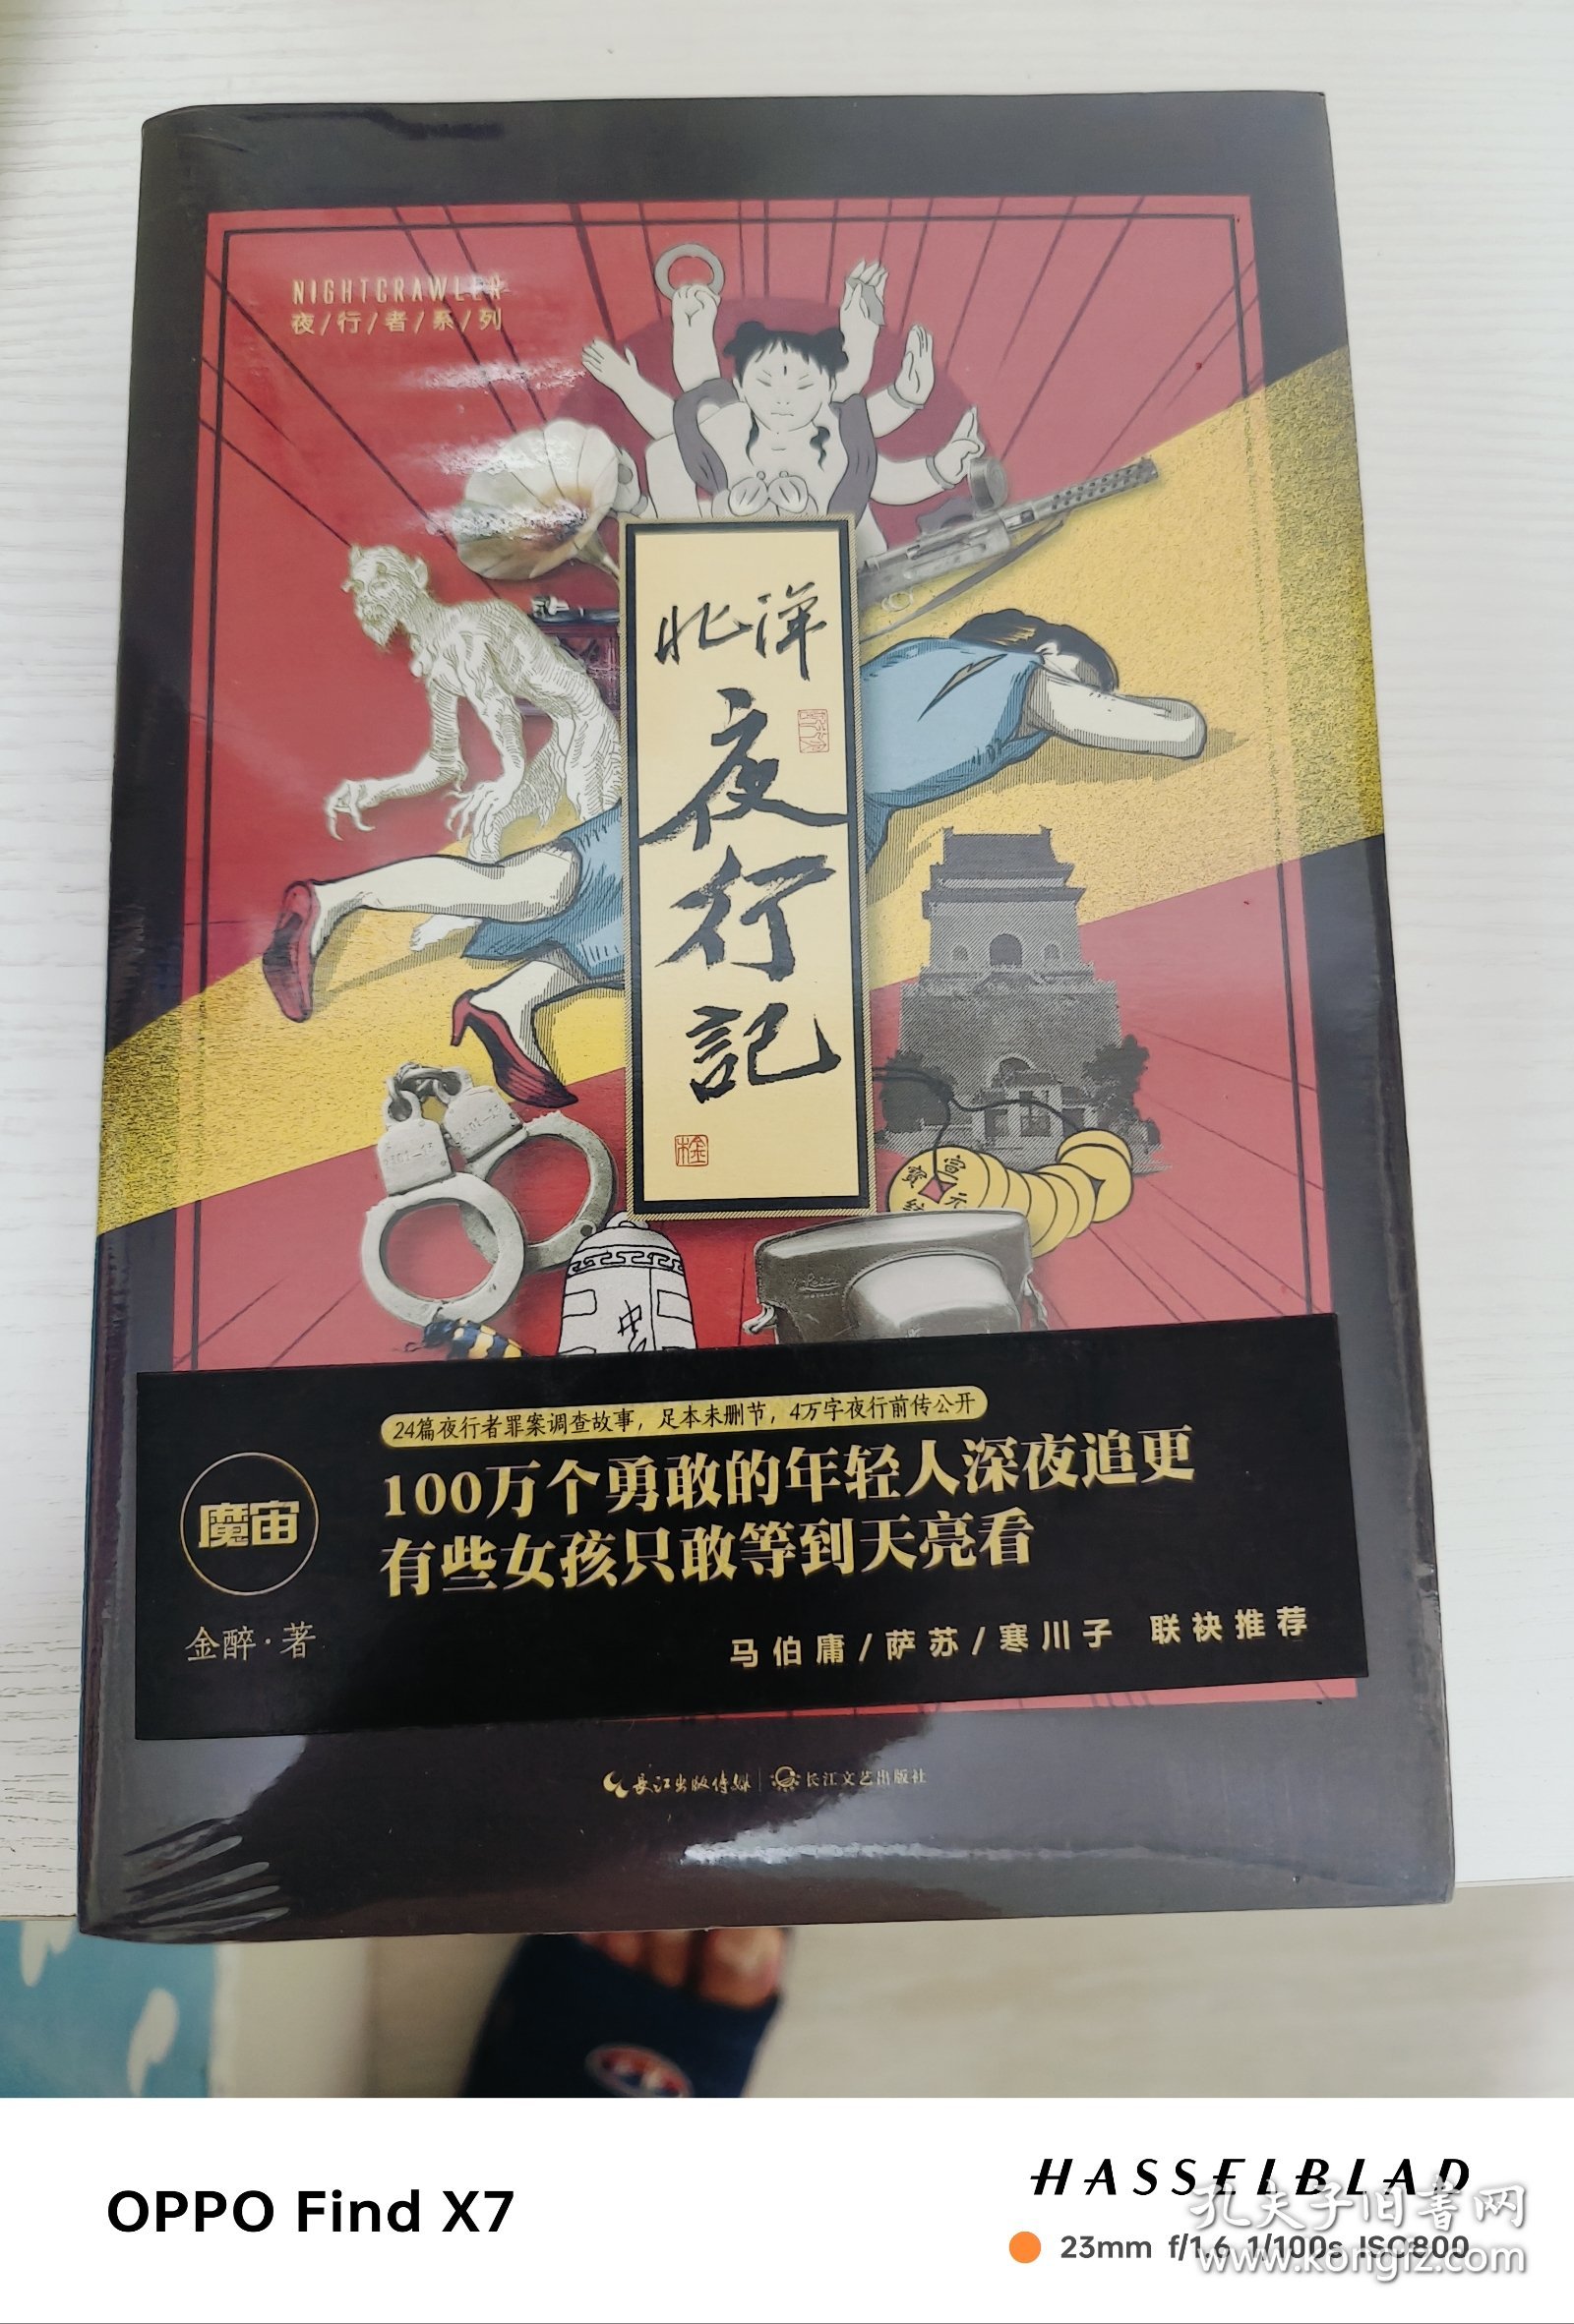 NIGHTCRAWLER
夜/行/者/系/列
北洋
夜行記
24篇夜行者罪案调查故事，足本未删节，4万字夜行前传公开
100万个勇敢的年轻人深夜追更
有些女孩只敢等到天亮看
魔宙
金醉·著
马伯庸/萨苏/寒川子 联袂推荐
长江出版传媒 长江文艺出版社
OPPO Find X7
HASSELBLAD
23mm f/1.6 1/100s ISO800
孔夫子旧书网
www.kongfz.com